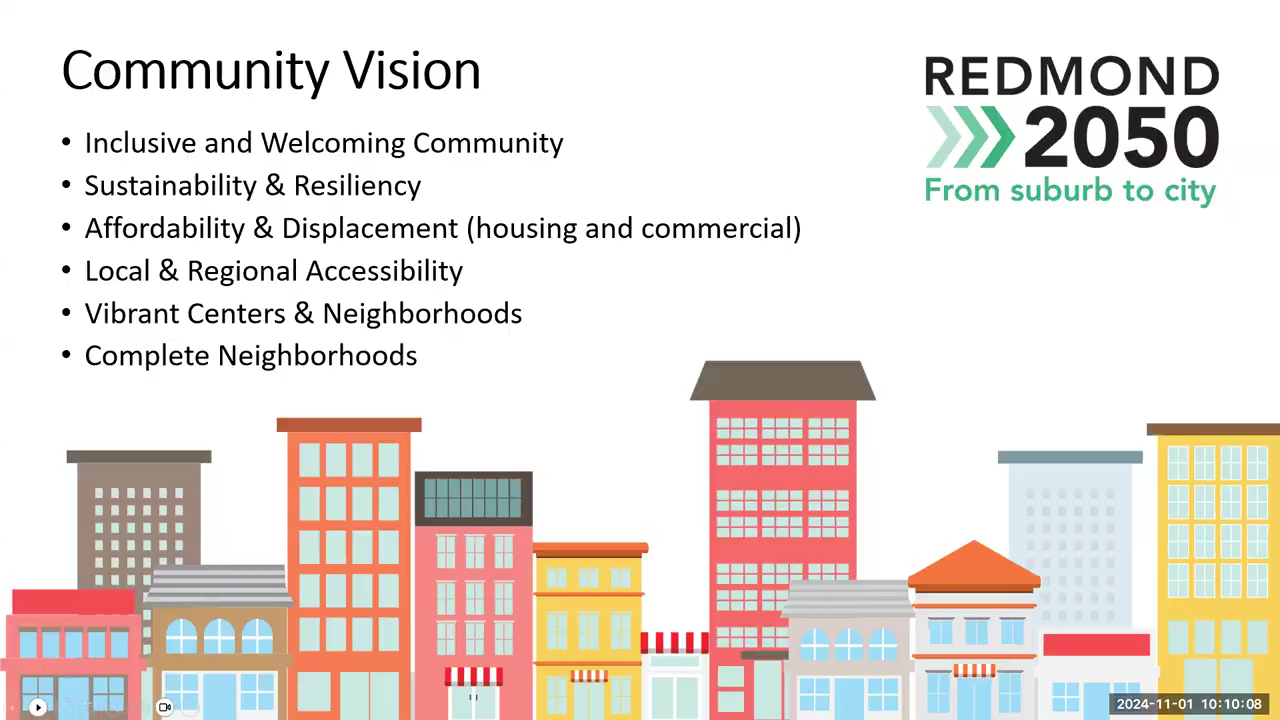 Community Vision
• Inclusive and Welcoming Community
• Sustainability & Resiliency
• Affordability & Displacement (housing and commercial)
• Local & Regional Accessibility
• Vibrant Centers & Neighborhoods
• Complete Neighborhoods
REDMOND
2050
From suburb to city
2024-11-01 10:10:08